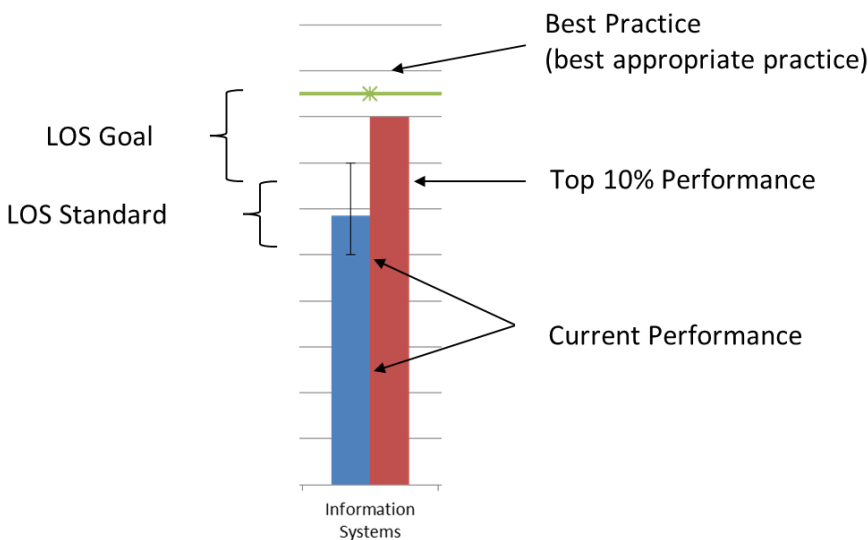 Best Practice
(best appropriate practice)
LOS Goal
Top 10% Performance
LOS Standard
Current Performance
Information
Systems